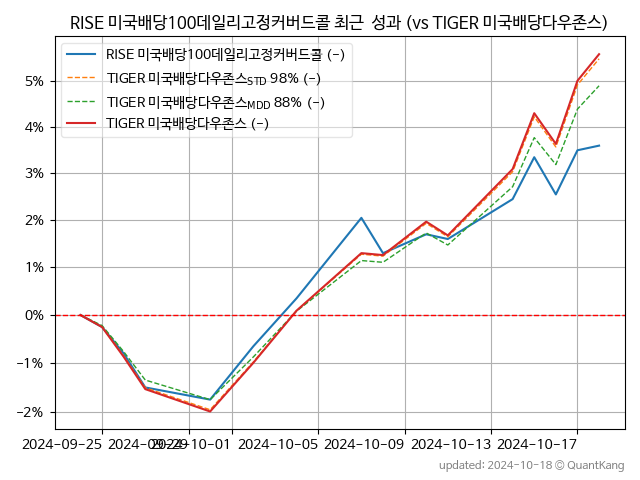 RISE 미국배당100데일리고정커버드콜 최근 성과 (vs TIGER 미국배당다우존스)
RISE 미국배당100데일리고정커버드콜 (-)
TIGER 미국배당다우존스STD 98% (-)
TIGER 미국배당다우존스MDD 88% (-)
TIGER 미국배당다우존스 (-)
5%
4%
3%
2%
1%
0%
-1%
-2%
2024-09-25 2024-09-29 2024-10-01 2024-10-05 2024-10-09 2024-10-13 2024-10-17
updated: 2024-10-18 @ QuantKang